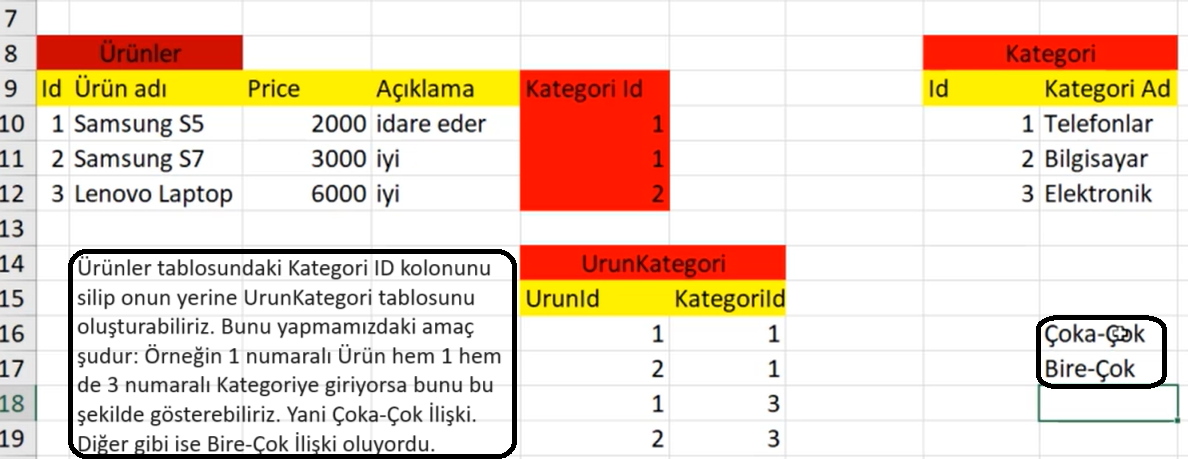 7
8 Ürünler Kategori
9 Id Ürün adı Price Açıklama Kategori Id Id Kategori Ad
10 1 Samsung S5 2000 idare eder 1 1 Telefonlar
11 2 Samsung S7 3000 iyi 1 2 Bilgisayar
12 3 Lenovo Laptop 6000 iyi 2 3 Elektronik
13
Ürünler tablosundaki Kategori ID kolonunu
silip onun yerine UrunKategori tablosunu
oluşturabiliriz. Bunu yapmamızdaki amaç
şudur: Örneğin 1 numaralı Ürün hem 1 hem
de 3 numaralı Kategoriye giriyorsa bunu bu
şekilde gösterebiliriz. Yani Çoka-Çok İlişki.
Diğer gibi ise Bire-Çok İlişki oluyordu.
14 UrunKategori
15 UrunId KategoriId
16 1 1 Çoka-Çok
17 2 1 Bire-Çok
18 1 3
19 2 3